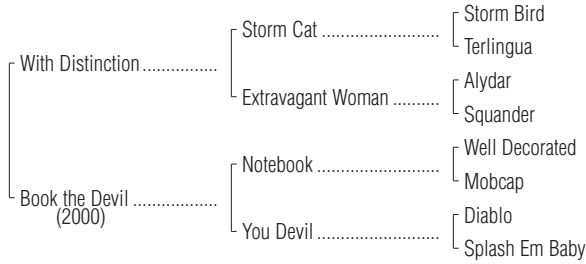 Storm Bird
Storm Cat ........................
Terlingua
With Distinction ...............
Alydar
Extravagant Woman .........
Squander
Well Decorated
Notebook ........................
Mobcap
Book the Devil .................
(2000)
Diablo
You Devil ........................
Splash Em Baby